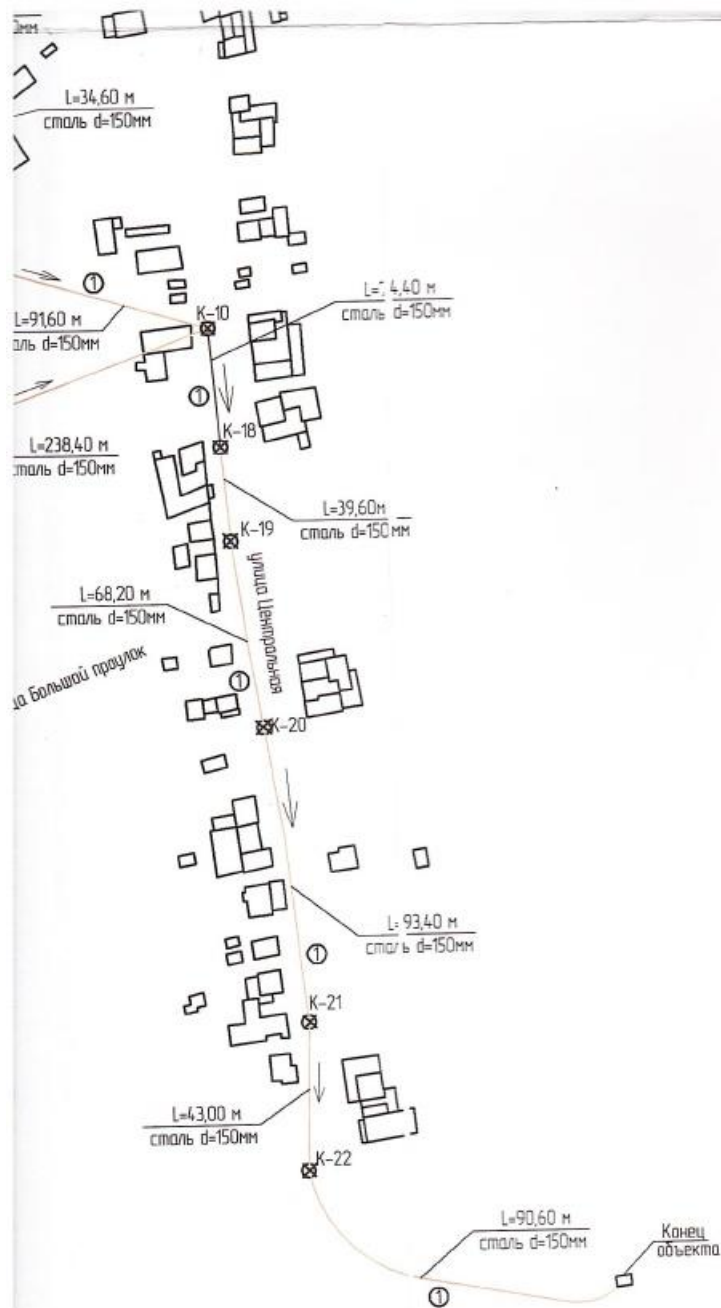 L=34,60 м
сталь d=150мм
1
К-10
4,40 м
сталь d=150мм
L=91,60 м
d=150мм
1
К-18
L=238,40 м
d=150мм
L=39,60м
сталь d=150 мм
К-19
L=68,20 м
сталь d=150мм
улица Центральная
Большой проулок
1
К-20
L= 93,40 м
сталь d=150мм
1
К-21
L=43,00 м
сталь d=150мм
К-22
L=90,60 м
сталь d=150мм
Конец
объекта
1